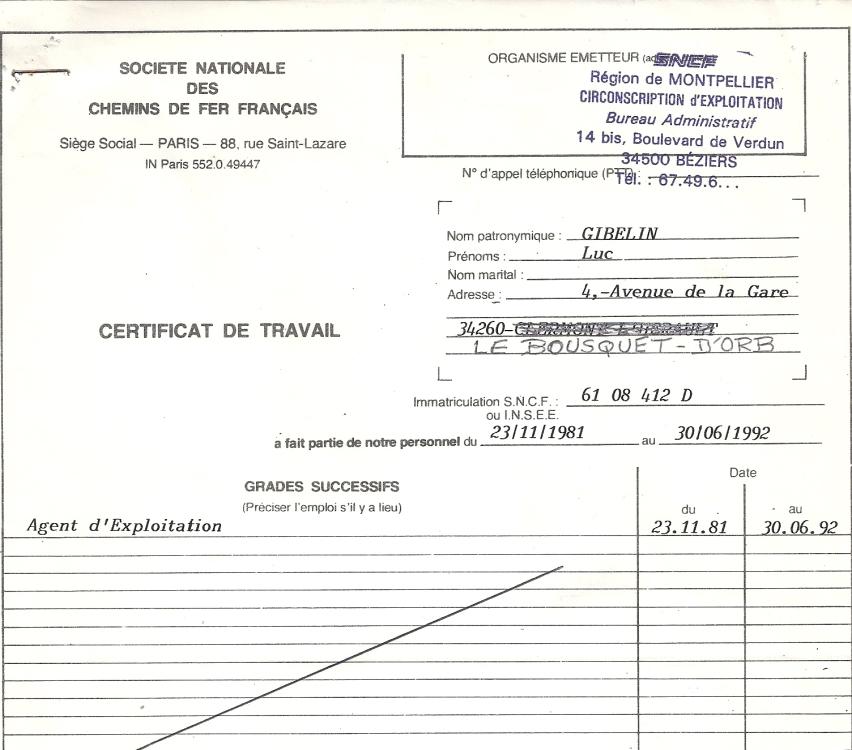 SOCIETE NATIONALE
DES
CHEMINS DE FER FRANÇAIS
Siège Social — PARIS — 88, rue Saint-Lazare
IN Paris 552.0.49447
ORGANISME EMETTEUR
SNCF
Région de MONTPELLIER
CIRCONSCRIPTION d'EXPLOITATION
Bureau Administratif
14 bis, Boulevard de Verdun
34500 BÉZIERS
N° d'appel téléphonique (PTT) :
Tél. : 67.49.6...
Nom patronymique : GIBELIN
Prénoms : Luc
Nom marital :
Adresse : 4,-Avenue de la Gare
34260-
LE BOUSQUET-D'ORB
CERTIFICAT DE TRAVAIL
Immatriculation S.N.C.F. : 61 08 412 D
ou I.N.S.E.E.
a fait partie de notre personnel du 23/11/1981 au 30/06/1992
GRADES SUCCESSIFS
(Préciser l'emploi s'il y a lieu)
Date
du au
Agent d'Exploitation 23.11.81 30.06.92